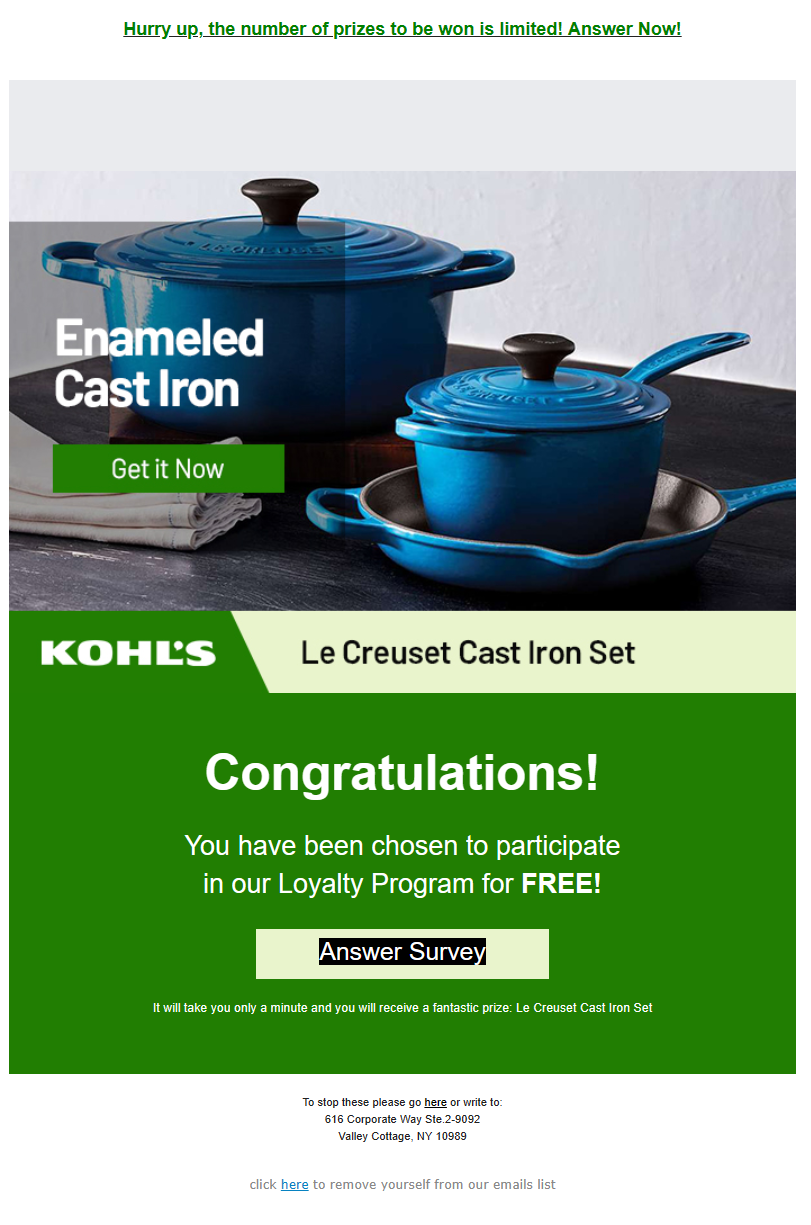 Hurry up, the number of prizes to be won is limited! Answer Now!
LE CREUSET
Enameled
Cast Iron
Get it Now
KOHL'S
Le Creuset Cast Iron Set
Congratulations!
You have been chosen to participate
in our Loyalty Program for FREE!
Answer Survey
It will take you only a minute and you will receive a fantastic prize: Le Creuset Cast Iron Set
To stop these please go here or write to:
616 Corporate Way Ste.2-9092
Valley Cottage, NY 10989
click here to remove yourself from our emails list